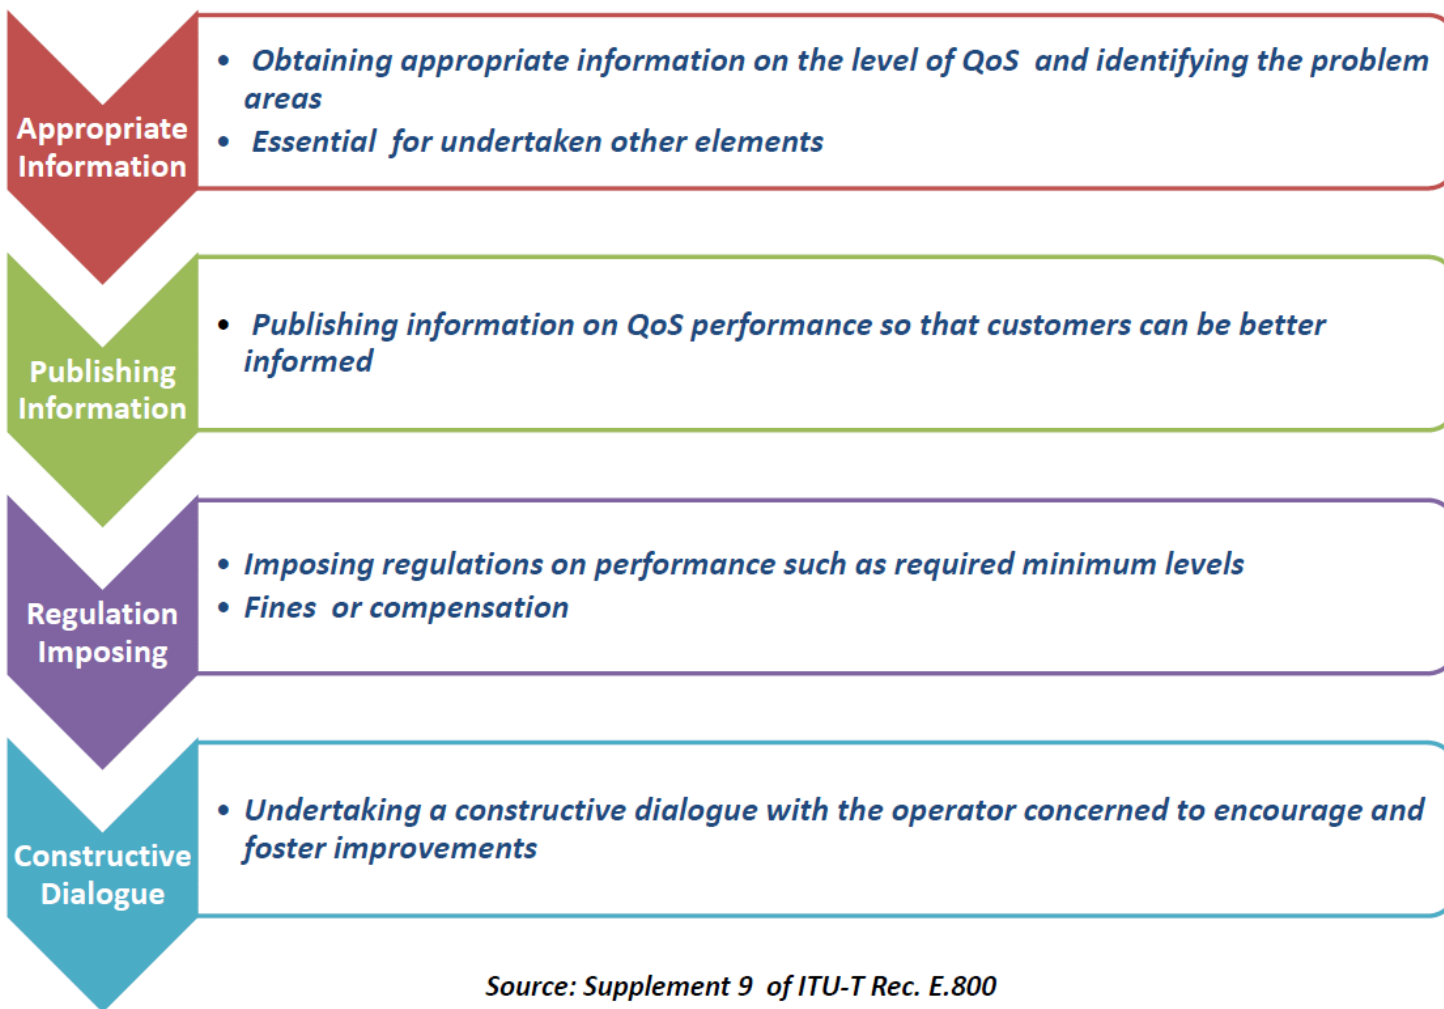 Appropriate
Information
• Obtaining appropriate information on the level of QoS and identifying the problem
areas
• Essential for undertaken other elements
Publishing
Information
• Publishing information on QoS performance so that customers can be better
informed
Regulation
Imposing
• Imposing regulations on performance such as required minimum levels
• Fines or compensation
Constructive
Dialogue
• Undertaking a constructive dialogue with the operator concerned to encourage and
foster improvements
Source: Supplement 9 of ITU-T Rec. E.800